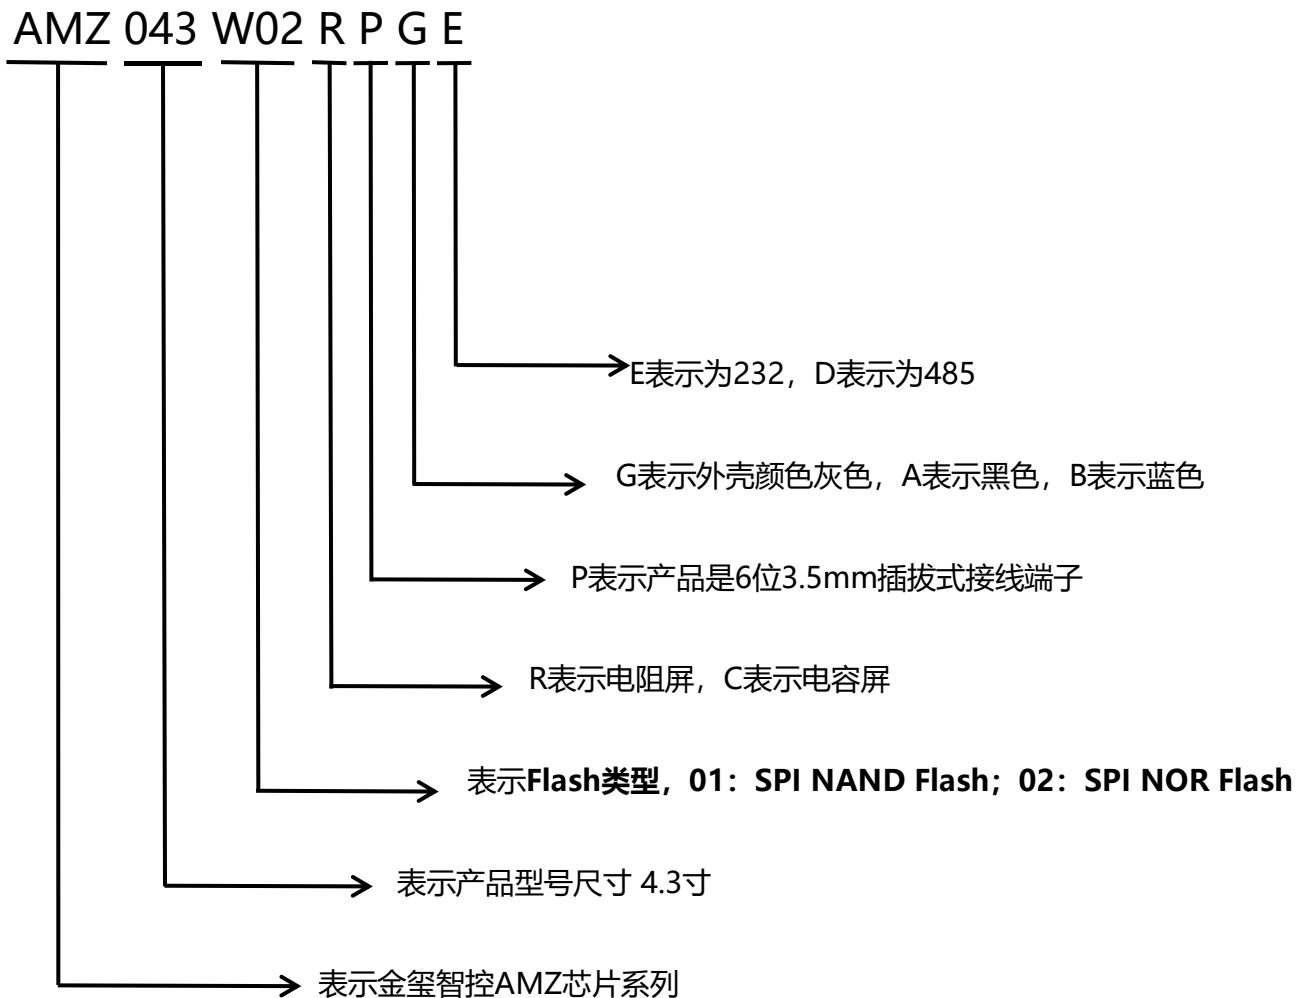 AMZ 043 W02 R P G E
E表示为232，D表示为485
G表示外壳颜色灰色，A表示黑色，B表示蓝色
P表示产品是6位3.5mm插拔式接线端子
R表示电阻屏，C表示电容屏
表示Flash类型，01：SPI NAND Flash；02：SPI NOR Flash
表示产品型号尺寸 4.3寸
表示金玺智控AMZ芯片系列